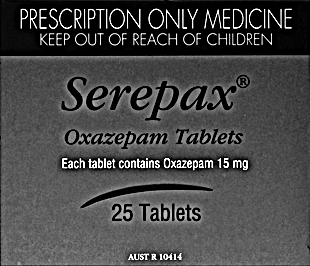 PRESCRIPTION ONLY MEDICINE
KEEP OUT OF REACH OF CHILDREN
Serepax®
Oxazepam Tablets
Each tablet contains Oxazepam 15 mg
25 Tablets
AUST R 10414